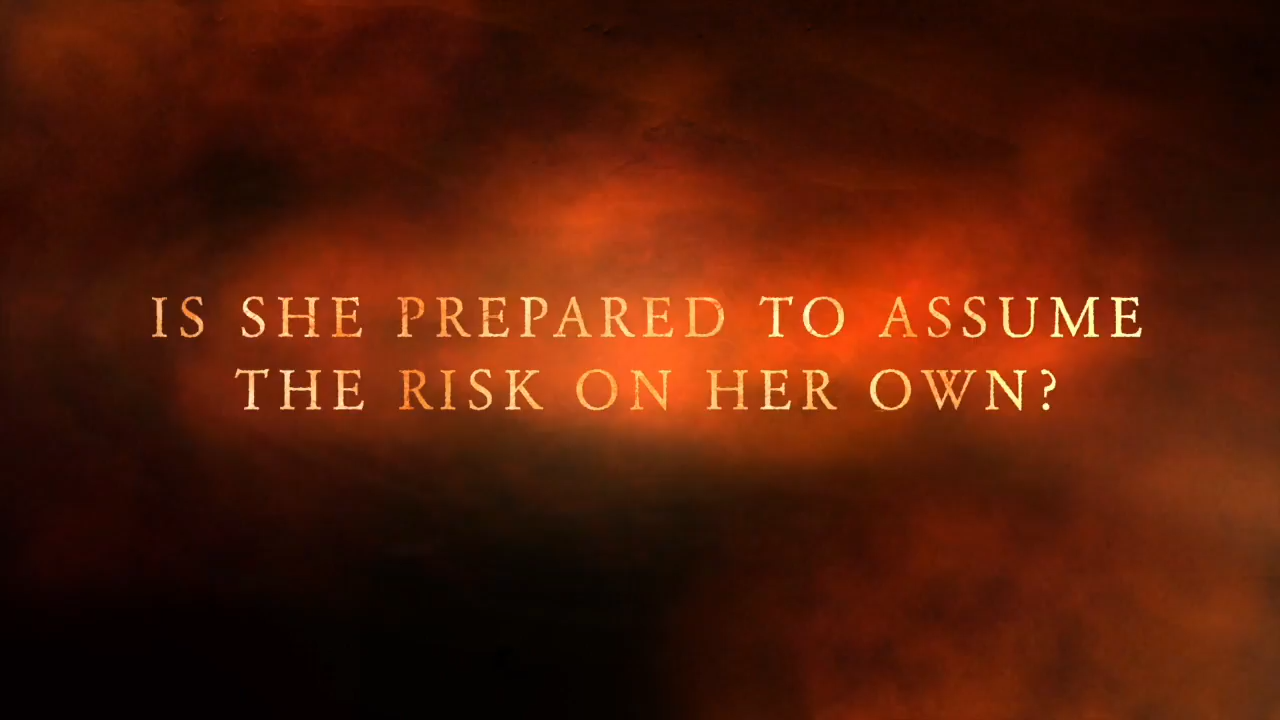 IS SHE PREPARED TO ASSUME
THE RISK ON HER OWN?